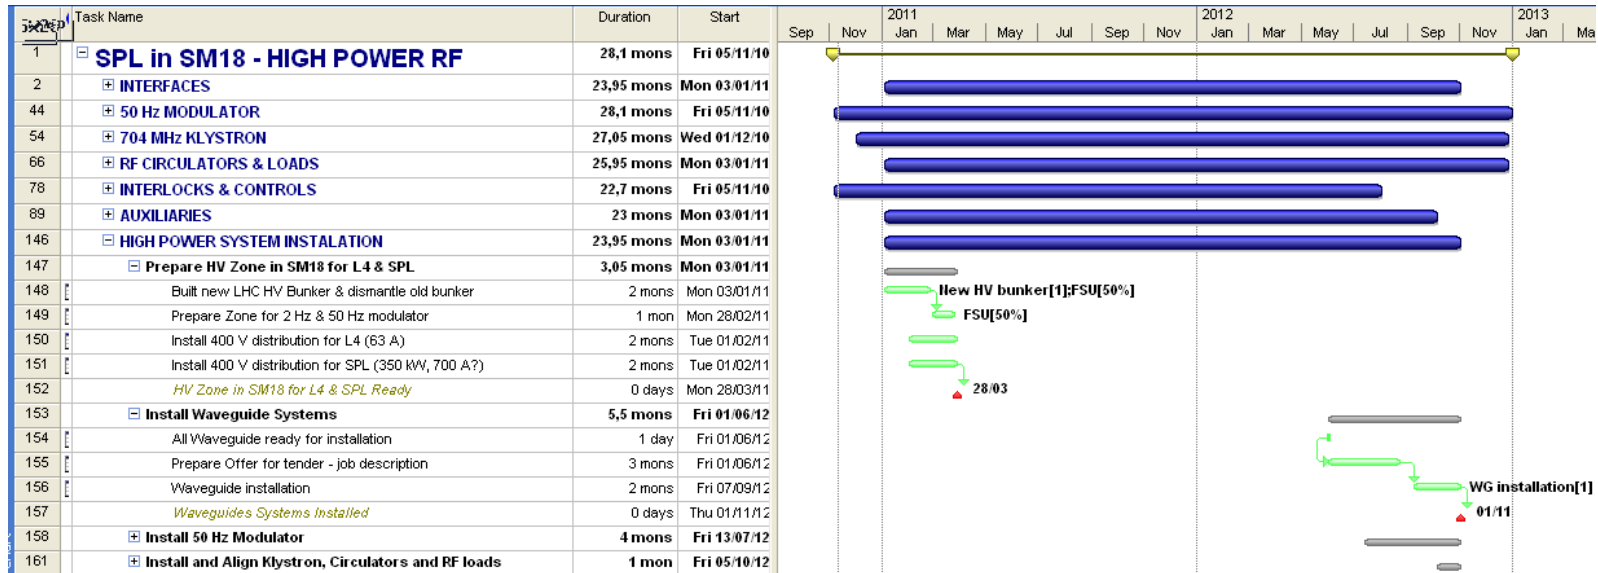 Task Name Duration Start 2011 2012 2013
Sep Nov Jan Mar May Jul Sep Nov Jan Mar May Jul Sep Nov Jan Ma
1 SPL in SM18 - HIGH POWER RF 28,1 mons Fri 05/11/10
2 INTERFACES 23,95 mons Mon 03/01/11
44 50 Hz MODULATOR 28,1 mons Fri 05/11/10
54 704 MHz KLYSTRON 27,05 mons Wed 01/12/10
66 RF CIRCULATORS & LOADS 25,95 mons Mon 03/01/11
78 INTERLOCKS & CONTROLS 22,7 mons Fri 05/11/10
89 AUXILIARIES 23 mons Mon 03/01/11
146 HIGH POWER SYSTEM INSTALATION 23,95 mons Mon 03/01/11
147 Prepare HV Zone in SM18 for L4 & SPL 3,05 mons Mon 03/01/11
148 Built new LHC HV Bunker & dismantle old bunker 2 mons Mon 03/01/11 New HV bunker[1];FSU[50%]
149 Prepare Zone for 2 Hz & 50 Hz modulator 1 mon Mon 28/02/11 FSU[50%]
150 Install 400 V distribution for L4 (63 A) 2 mons Tue 01/02/11
151 Install 400 V distribution for SPL (350 kW, 700 A?) 2 mons Tue 01/02/11
152 HV Zone in SM18 for L4 & SPL Ready 0 days Mon 28/03/11 28/03
153 Install Waveguide Systems 5,5 mons Fri 01/06/12
154 All Waveguide ready for installation 1 day Fri 01/06/12
155 Prepare Offer for tender - job description 3 mons Fri 01/06/12
156 Waveguide installation 2 mons Fri 07/09/12 WG installation[1]
157 Waveguides Systems Installed 0 days Thu 01/11/12 01/11
158 Install 50 Hz Modulator 4 mons Fri 13/07/12
161 Install and Align Klystron, Circulators and RF loads 1 mon Fri 05/10/12